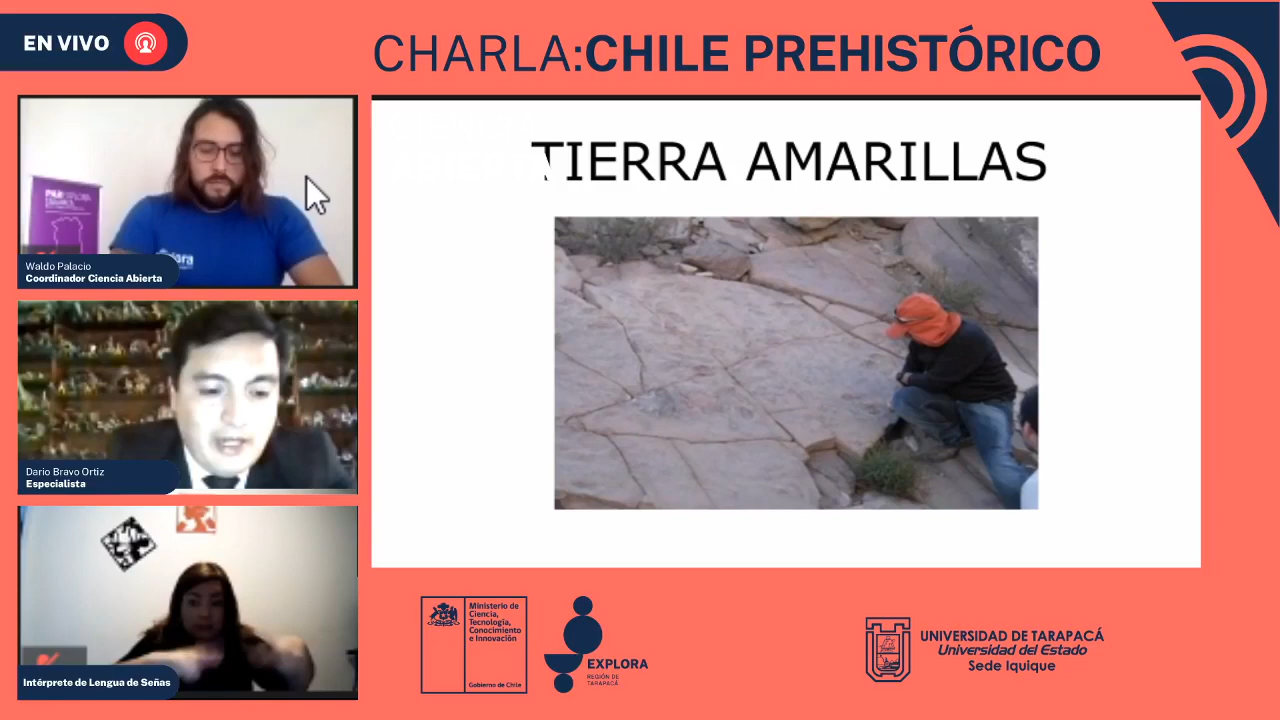 EN VIVO
CHARLA:CHILE PREHISTÓRICO
TIERRA AMARILLAS
Waldo Palacio
Coordinador Ciencia Abierta
Dario Bravo Ortiz
Especialista
Intérprete de Lengua de Señas
Ministerio de
Ciencia,
Tecnología,
Conocimiento
e Innovación
Gobierno de Chile
EXPLORA
REGIÓN DE
TARAPACÁ
UNIVERSIDAD DE TARAPACÁ
Universidad del Estado
Sede Iquique